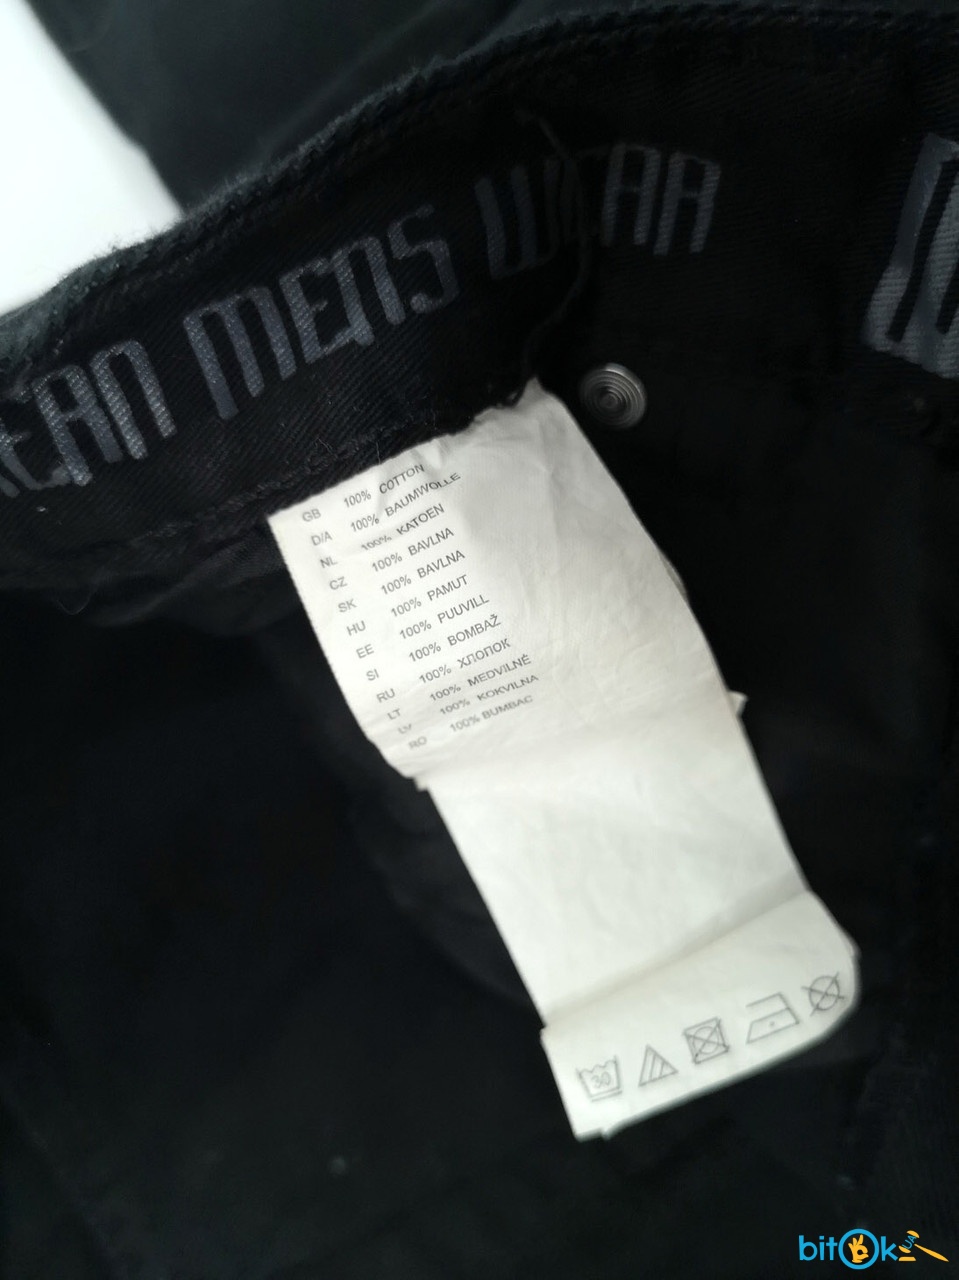 MENS WEAR
GB 100% COTTON
D/A 100% BAUMWOLLE
NL 100% KATOEN
CZ 100% BAVLNA
SK 100% BAVLNA
HU 100% PAMUT
EE 100% PUUVILL
SI 100% BOMBAŽ
RU 100% ХЛОПОК
LT 100% MEDVILNĖ
LV 100% KOKVILNA
RO 100% BUMBAC
30
bitOk UA